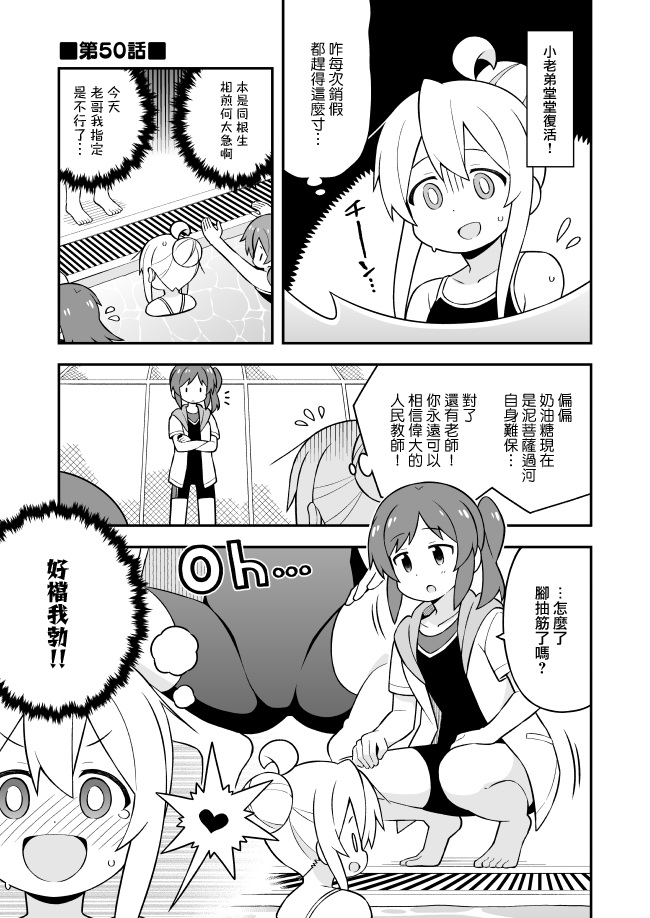 ■第50話■
小老弟堂堂復活！
咋每次銷假
都趕得這麼寸…
チーン…
本是同根生
相煎何太急啊
今天
老哥我指定
是不行了…
偏偏
奶油糖現在
是泥菩薩過河
自身難保…
對了
還有老師！
你永遠可以
相信偉大的
人民教師！
…怎麼了
腳抽筋了嗎？
Oh…
好襠我勃!!